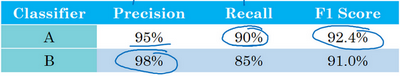 Classifier Precision Recall F1 Score
A 95% 90% 92.4%
B 98% 85% 91.0%